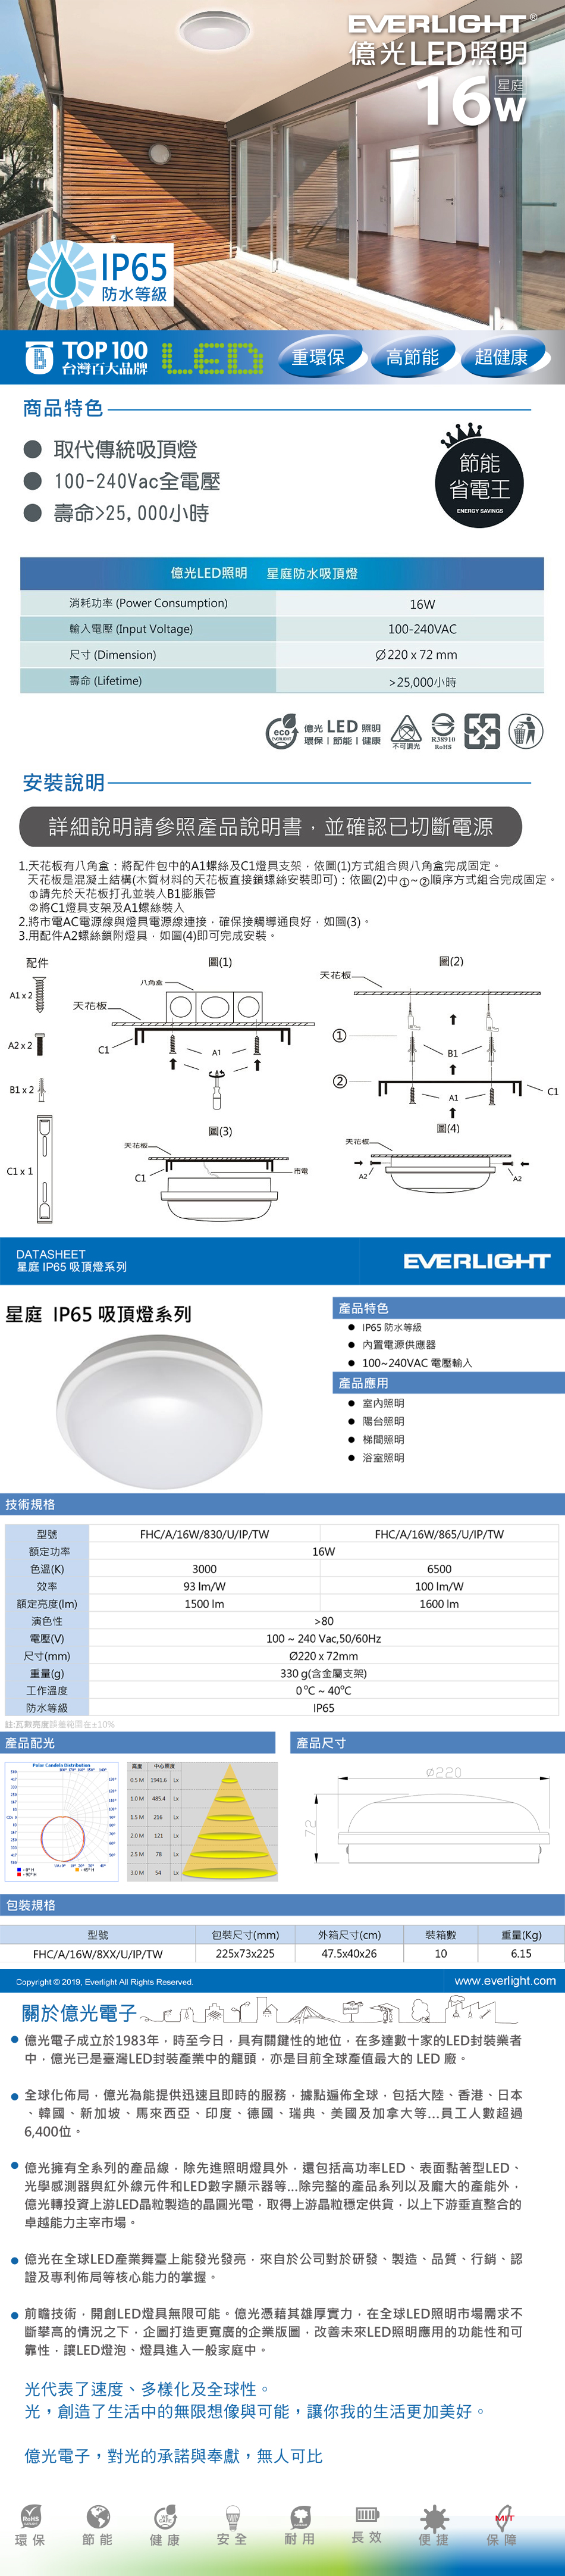 EVERLIGHT®
億光LED照明
16W 星庭
IP65
防水等級
TOP 100
台灣百大品牌
LED
重環保
高節能
超健康
商品特色
● 取代傳統吸頂燈
● 100-240Vac全電壓
● 壽命>25,000小時
節能
省電王
ENERGY SAVINGS
億光LED照明 星庭防水吸頂燈
消耗功率 (Power Consumption) 16W
輸入電壓 (Input Voltage) 100-240VAC
尺寸 (Dimension) Ø220 x 72 mm
壽命 (Lifetime) >25,000小時
eco
EVERLIGHT
億光 LED 照明
環保 | 節能 | 健康
不可調光
R38910
RoHS
安裝說明
詳細說明請參照產品說明書，並確認已切斷電源
1.天花板有八角盒；將配件包中的A1螺絲及C1燈具支架，依圖(1)方式組合與八角盒完成固定。
天花板是混凝土結構(木質材料的天花板直接鎖螺絲安裝即可)：依圖(2)中①~②順序方式組合完成固定。
①請先於天花板打孔並裝入B1膨脹管
②將C1燈具支架及A1螺絲裝入
2.將市電AC電源線與燈具電源線連接，確保接觸導通良好，如圖(3)。
3.用配件A2螺絲鎖附燈具，如圖(4)即可完成安裝。
配件
A1 x 2
A2 x 2
B1 x 2
C1 x 1
圖(1)
八角盒
天花板
C1
A1
圖(2)
天花板
①
B1
②
C1
A1
圖(3)
天花板
C1
市電
圖(4)
天花板
A2
A2
DATASHEET
星庭 IP65 吸頂燈系列
EVERLIGHT
星庭 IP65 吸頂燈系列
產品特色
● IP65 防水等級
● 內置電源供應器
● 100~240VAC 電壓輸入
產品應用
● 室內照明
● 陽台照明
● 梯間照明
● 浴室照明
技術規格
型號 FHC/A/16W/830/U/IP/TW FHC/A/16W/865/U/IP/TW
額定功率 16W
色溫(K) 3000 6500
效率 93 lm/W 100 lm/W
額定亮度(lm) 1500 lm 1600 lm
演色性 >80
電壓(V) 100 ~ 240 Vac,50/60Hz
尺寸(mm) Ø220 x 72mm
重量(g) 330 g(含金屬支架)
工作溫度 0℃ ~ 40℃
防水等級 IP65
註:瓦數亮度誤差範圍在±10%
產品配光
Polar Candela Distribution
高度 中心照度
0.5 M 1941.6 Lx
1.0 M 485.4 Lx
1.5 M 216 Lx
2.0 M 121 Lx
2.5 M 78 Lx
3.0 M 54 Lx
產品尺寸
Ø220
72
包裝規格
型號 包裝尺寸(mm) 外箱尺寸(cm) 裝箱數 重量(Kg)
FHC/A/16W/8XX/U/IP/TW 225x73x225 47.5x40x26 10 6.15
Copyright © 2019, Everlight All Rights Reserved.
www.everlight.com
關於億光電子
● 億光電子成立於1983年，時至今日，具有關鍵性的地位，在多達數十家的LED封裝業者
中，億光已是臺灣LED封裝產業中的龍頭，亦是目前全球產值最大的 LED 廠。
● 全球化佈局，億光為能提供迅速且即時的服務，據點遍佈全球，包括大陸、香港、日本
、韓國、新加坡、馬來西亞、印度、德國、瑞典、美國及加拿大等...員工人數超過
6,400位。
● 億光擁有全系列的產品線，除先進照明燈具外，還包括高功率LED、表面黏著型LED、
光學感測器與紅外線元件和LED數字顯示器等...除完整的產品系列以及龐大的產能外，
億光轉投資上游LED晶粒製造的晶圓光電，取得上游晶粒穩定供貨，以上下游垂直整合的
卓越能力主宰市場。
● 億光在全球LED產業舞臺上能發光發亮，來自於公司對於研發、製造、品質、行銷、認
證及專利佈局等核心能力的掌握。
● 前瞻技術，開創LED燈具無限可能。億光憑藉其雄厚實力，在全球LED照明市場需求不
斷攀高的情況之下，企圖打造更寬廣的企業版圖，改善未來LED照明應用的功能性和可
靠性，讓LED燈泡、燈具進入一般家庭中。
光代表了速度、多樣化及全球性。
光，創造了生活中的無限想像與可能，讓你我的生活更加美好。
億光電子，對光的承諾與奉獻，無人可比
RoHS
MIT
環保
節能
健康
安全
耐用
長效
便捷
保障